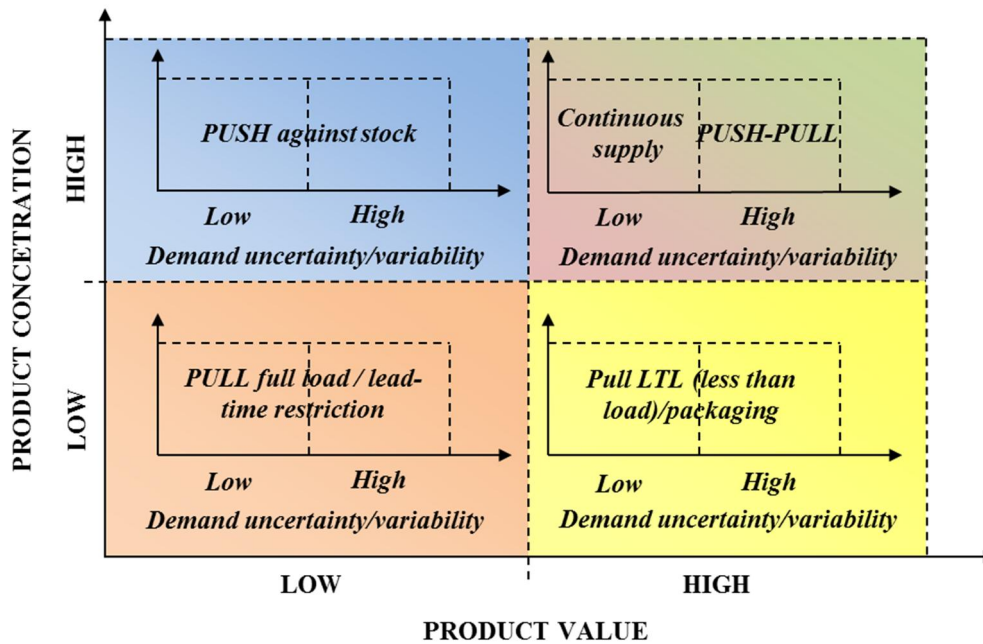 PRODUCT CONCETRATION
HIGH
PUSH against stock
Low High
Demand uncertainty/variability
Continuous
supply
PUSH-PULL
Low High
Demand uncertainty/variability
LOW
PULL full load / lead-
time restriction
Low High
Demand uncertainty/variability
Pull LTL (less than
load)/packaging
Low High
Demand uncertainty/variability
LOW HIGH
PRODUCT VALUE